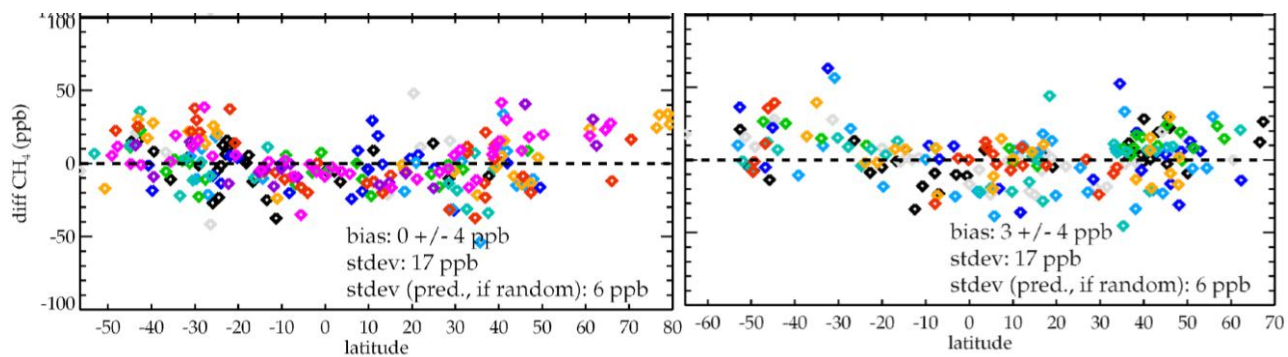 100
50
0
-50
-100
diff CH₄ (ppb)
bias: 0 +/- 4 ppb
stdev: 17 ppb
stdev (pred., if random): 6 ppb
-50 -40 -30 -20 -10 0 10 20 30 40 50 60 70 80
latitude
bias: 3 +/- 4 ppb
stdev: 17 ppb
stdev (pred., if random): 6 ppb
-60 -50 -40 -30 -20 -10 0 10 20 30 40 50 60 70
latitude